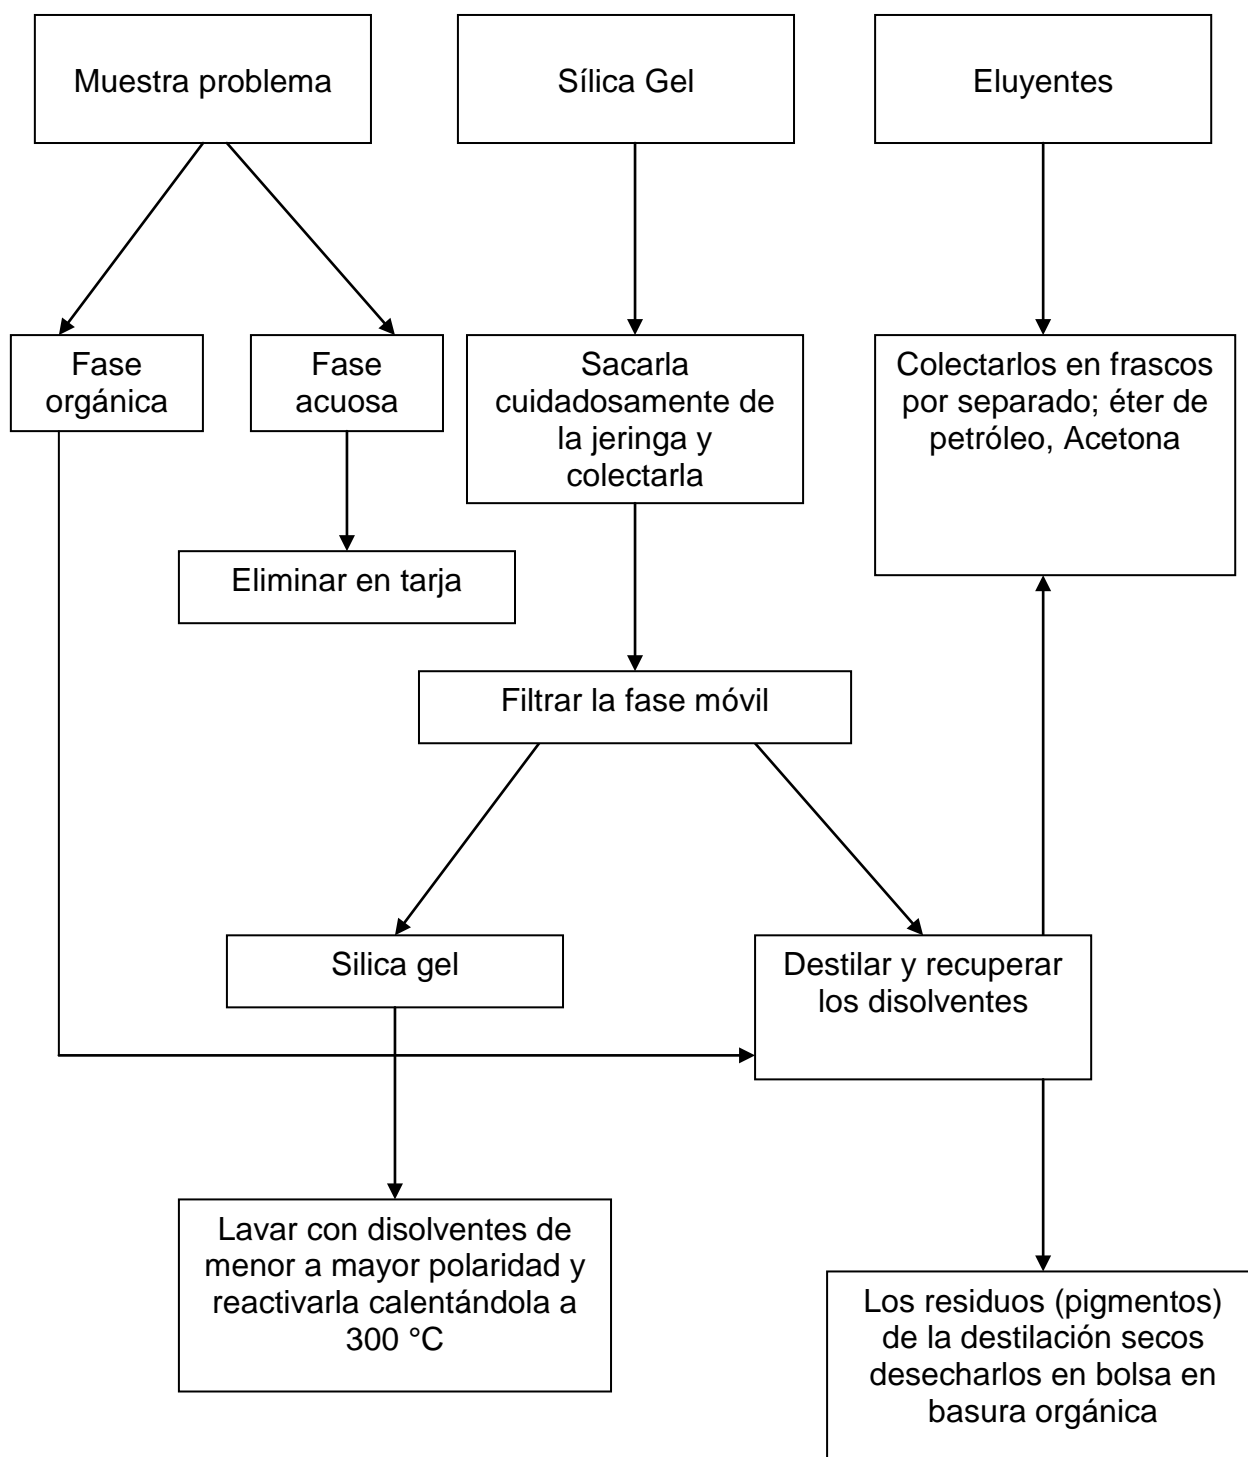 Muestra problema
Sílica Gel
Eluyentes
Fase
orgánica
Fase
acuosa
Sacarla
cuidadosamente de
la jeringa y
colectarla
Colectarlos en frascos
por separado; éter de
petróleo, Acetona
Eliminar en tarja
Filtrar la fase móvil
Silica gel
Destilar y recuperar
los disolventes
Lavar con disolventes de
menor a mayor polaridad y
reactivarla calentándola a
300 °C
Los residuos (pigmentos)
de la destilación secos
desecharlos en bolsa en
basura orgánica